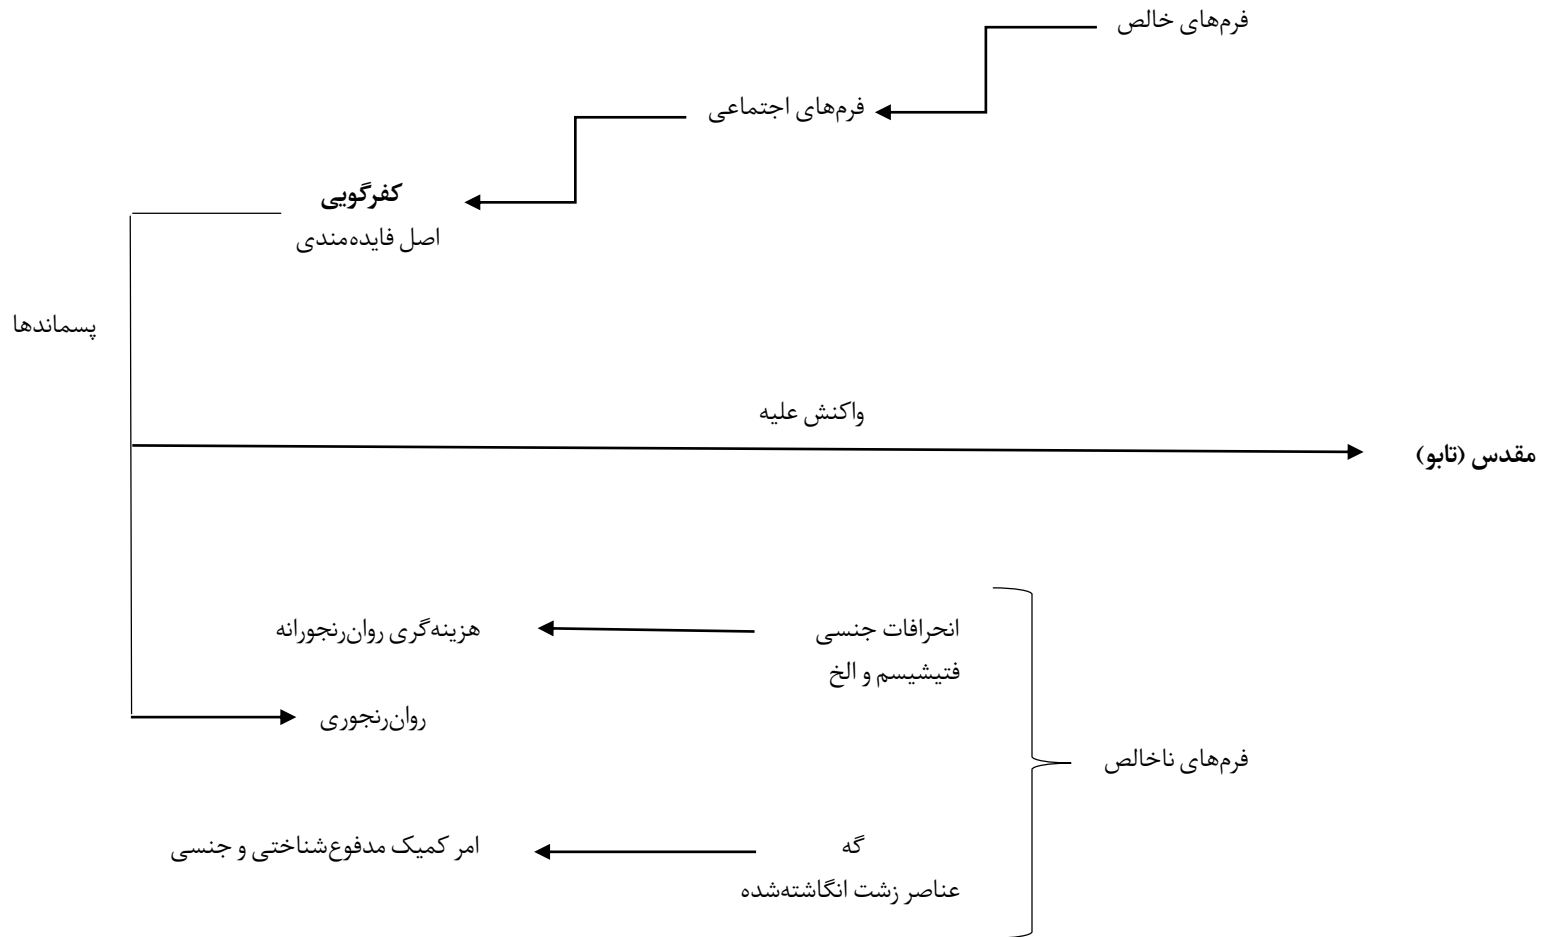 فرم‌های خالص
فرم‌های اجتماعی
کفرگویی
اصل فایده‌مندی
پسماندها
واکنش علیه
مقدس (تابو)
انحرافات جنسی
فتیشیسم و الخ
هزینه‌گری روان‌رنجورانه
روان‌رنجوری
فرم‌های ناخالص
گه
عناصر زشت انگاشته‌شده
امر کمیک مدفوع‌شناختی و جنسی